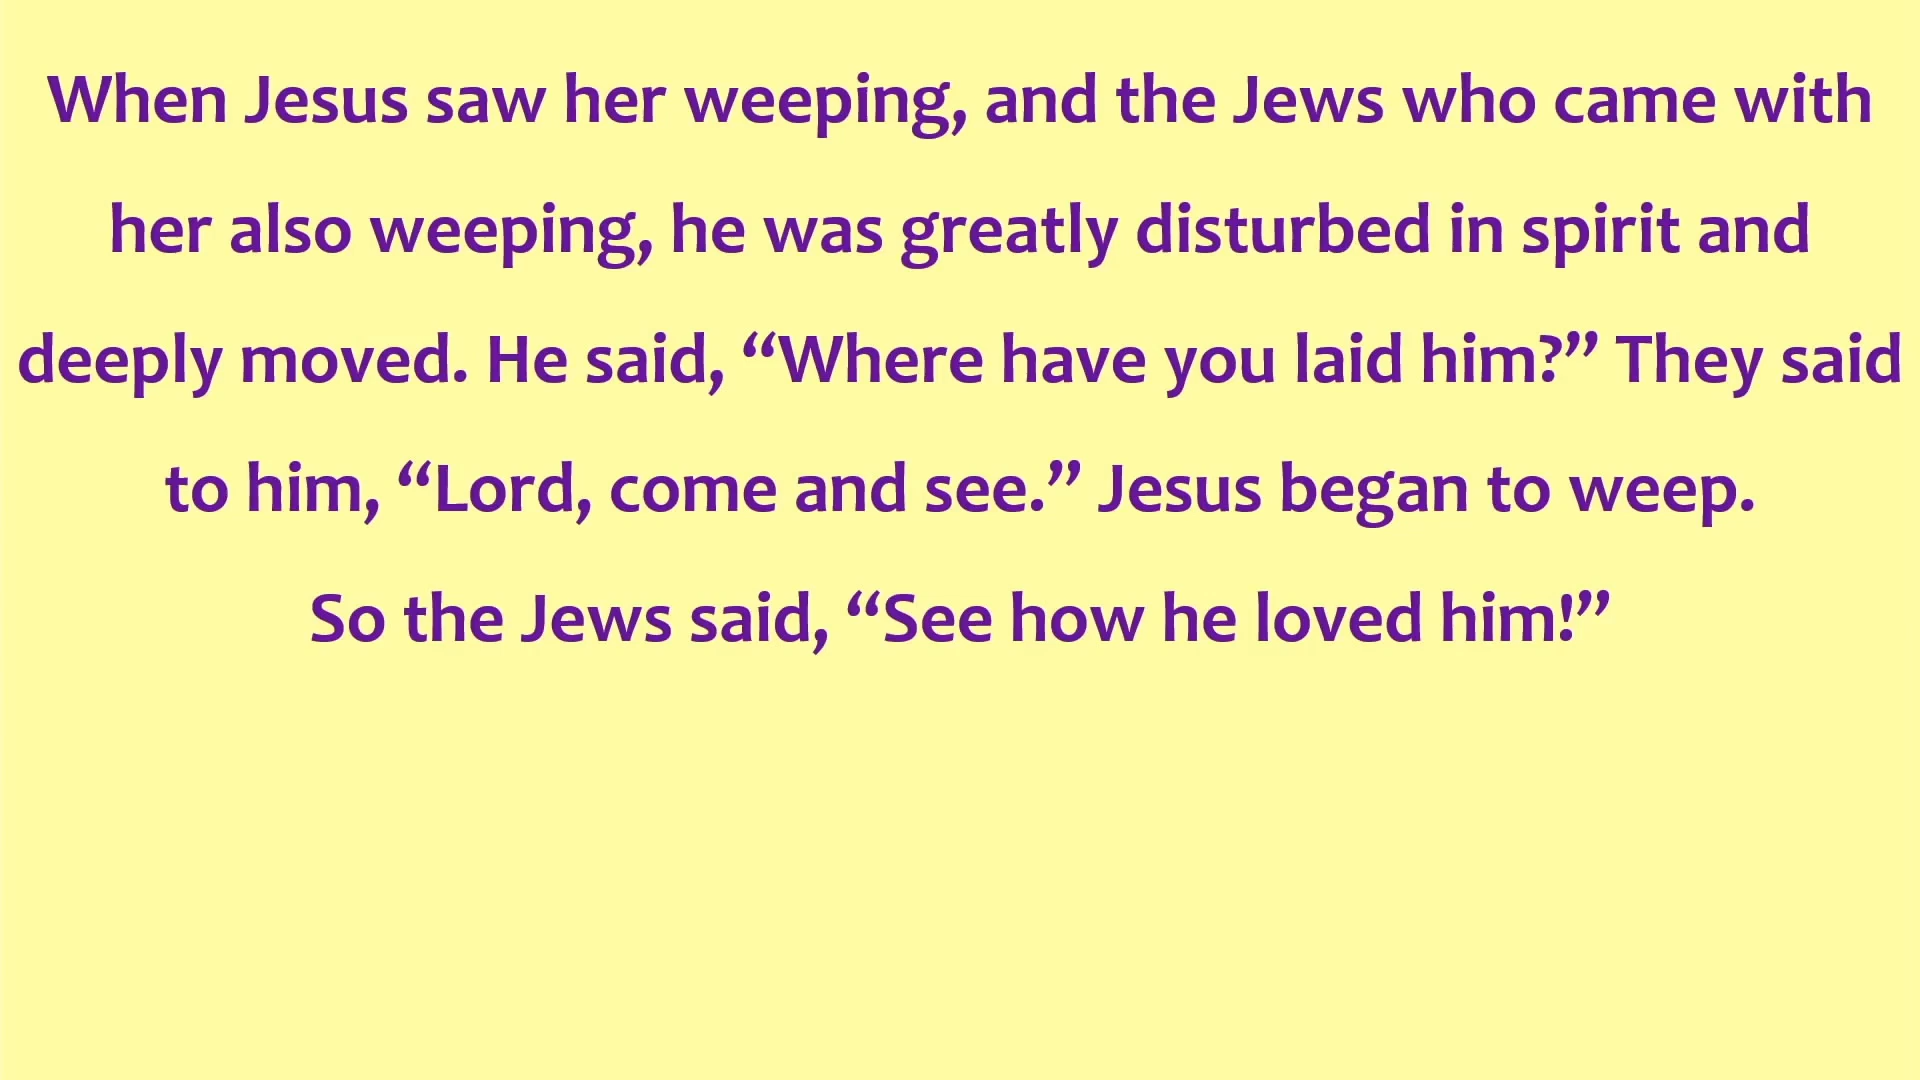 When Jesus saw her weeping, and the Jews who came with
her also weeping, he was greatly disturbed in spirit and
deeply moved. He said, “Where have you laid him?” They said
to him, “Lord, come and see.” Jesus began to weep.
So the Jews said, “See how he loved him!”